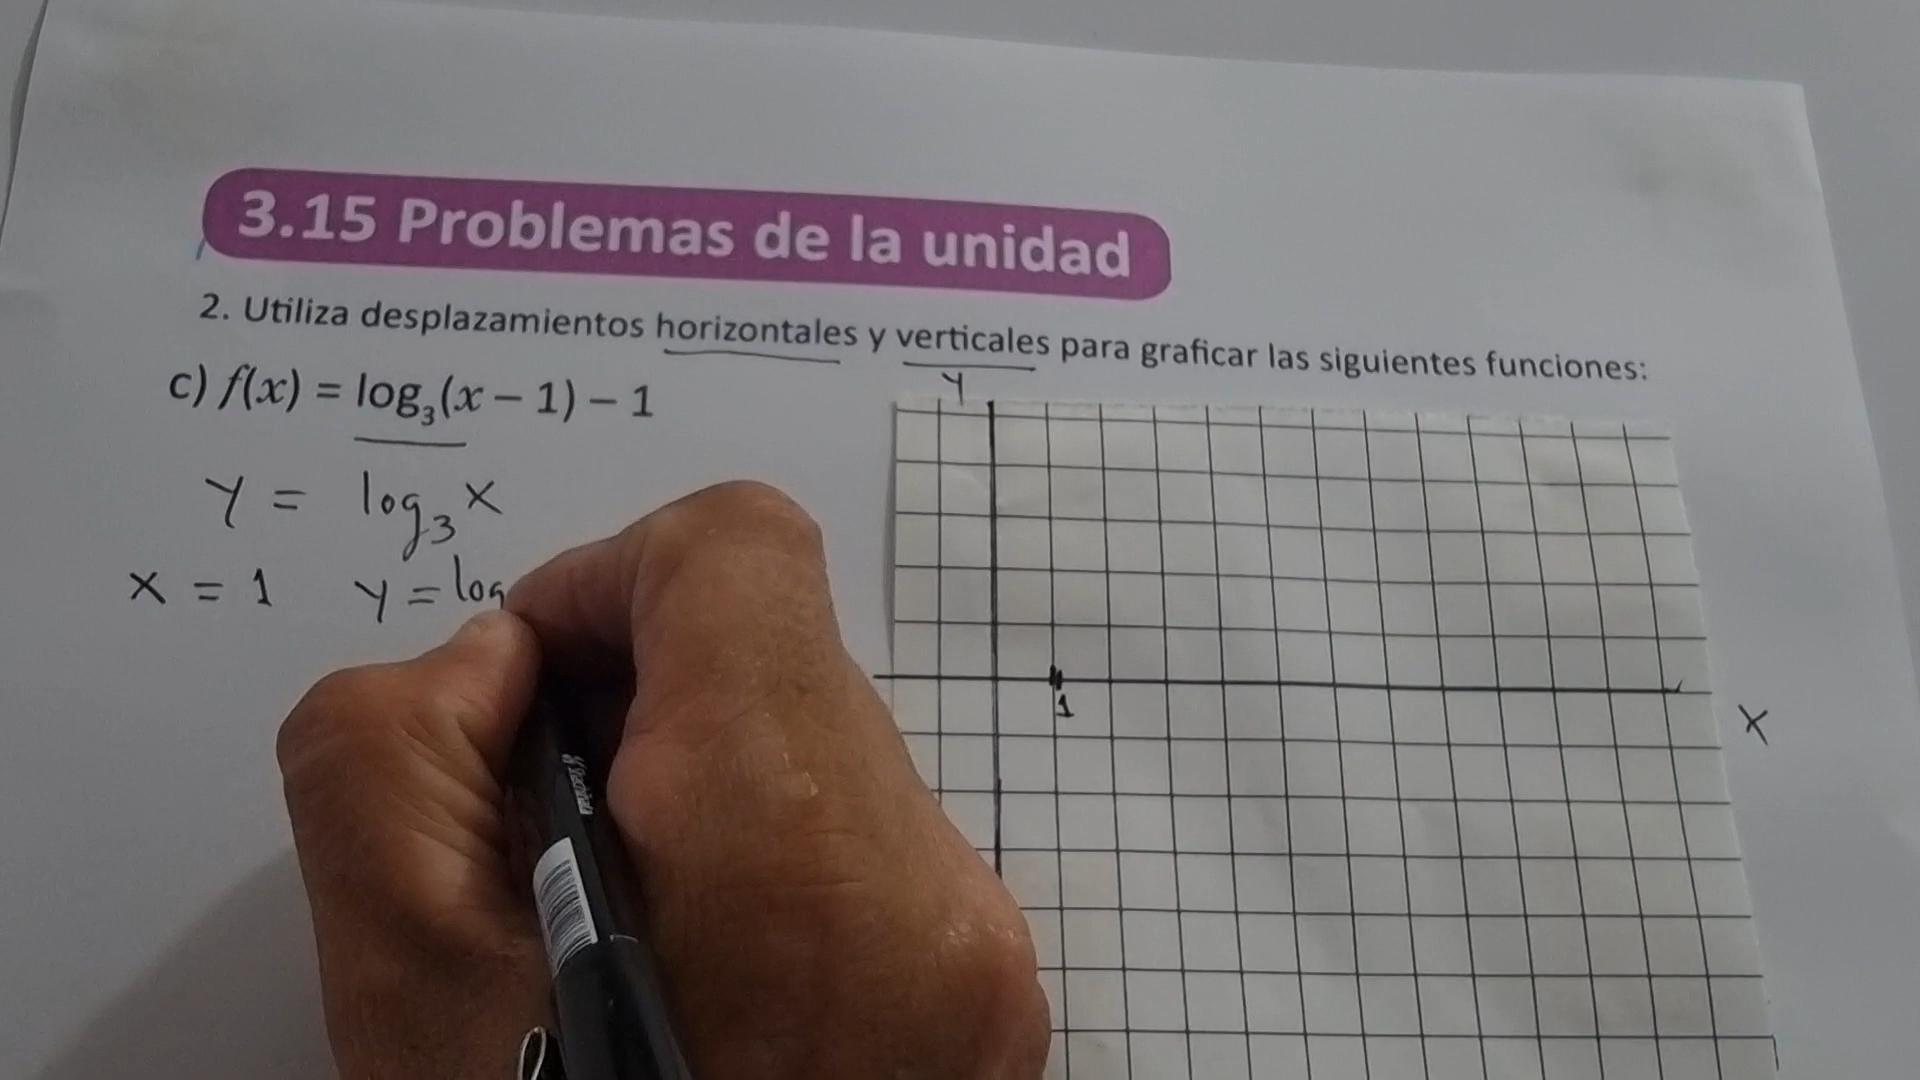 3.15 Problemas de la unidad
2. Utiliza desplazamientos horizontales y verticales para graficar las siguientes funciones:
c) f(x) = log₃(x – 1) – 1
y = log₃ x
x = 1 y = log
Y
1
X